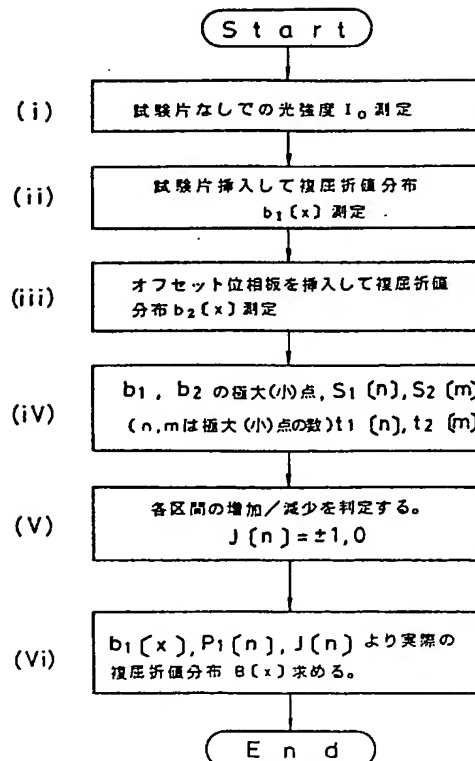 Start
(i)
試験片なしでの光強度 I₀ 測定
(ii)
試験片挿入して複屈折値分布
b₁〔x〕測定
(iii)
オフセット位相板を挿入して複屈折値
分布 b₂〔x〕測定
(iV)
b₁, b₂ の極大(小)点, S₁〔n〕, S₂〔m〕
(n,mは極大(小)点の数) t₁〔n〕, t₂〔m〕
(V)
各区間の増加/減少を判定する。
J〔n〕=±1,0
(Vi)
b₁〔x〕, P₁〔n〕, J〔n〕より実際の
複屈折値分布 B〔x〕求める。
End